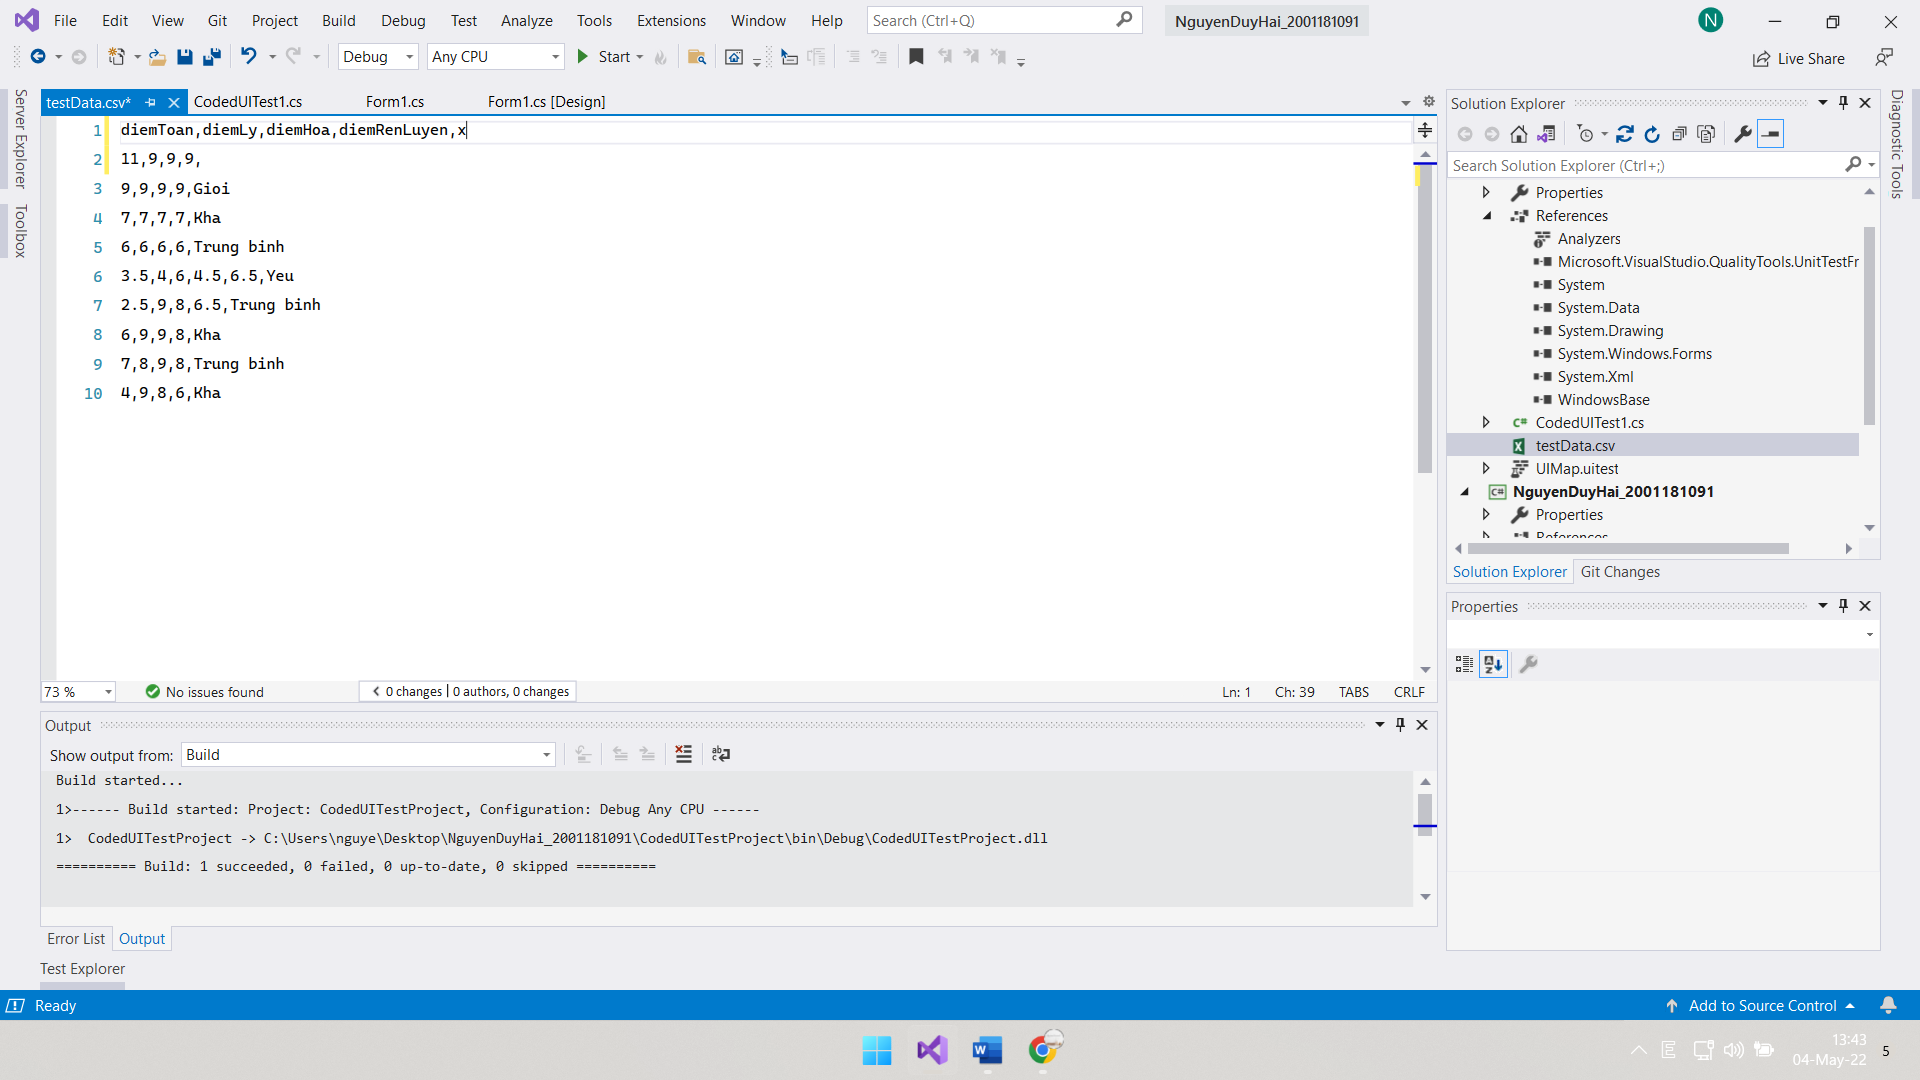 File Edit View Git Project Build Debug Test Analyze Tools Extensions Window Help Search (Ctrl+Q) NguyenDuyHai_2001181091 N
Debug Any CPU Start Live Share
Server Explorer
Toolbox
testData.csv* CodedUITest1.cs Form1.cs Form1.cs [Design]
1 diemToan,diemLy,diemHoa,diemRenLuyen,x
2 11,9,9,9,
3 9,9,9,9,Gioi
4 7,7,7,7,Kha
5 6,6,6,6,Trung binh
6 3.5,4,6,4.5,6.5,Yeu
7 2.5,9,8,6.5,Trung binh
8 6,9,9,8,Kha
9 7,8,9,8,Trung binh
10 4,9,8,6,Kha
73 % No issues found 0 changes | 0 authors, 0 changes Ln: 1 Ch: 39 TABS CRLF
Output
Show output from: Build
Build started...
1>------ Build started: Project: CodedUITestProject, Configuration: Debug Any CPU ------
1>  CodedUITestProject -> C:\Users\nguye\Desktop\NguyenDuyHai_2001181091\CodedUITestProject\bin\Debug\CodedUITestProject.dll
========== Build: 1 succeeded, 0 failed, 0 up-to-date, 0 skipped ==========
Error List Output
Test Explorer
Solution Explorer
Search Solution Explorer (Ctrl+;)
Properties
References
Analyzers
Microsoft.VisualStudio.QualityTools.UnitTestFr
System
System.Data
System.Drawing
System.Windows.Forms
System.Xml
WindowsBase
CodedUITest1.cs
testData.csv
UIMap.uitest
NguyenDuyHai_2001181091
Properties
References
Solution Explorer Git Changes
Properties
Diagnostic Tools
Ready Add to Source Control
13:43
04-May-22 5